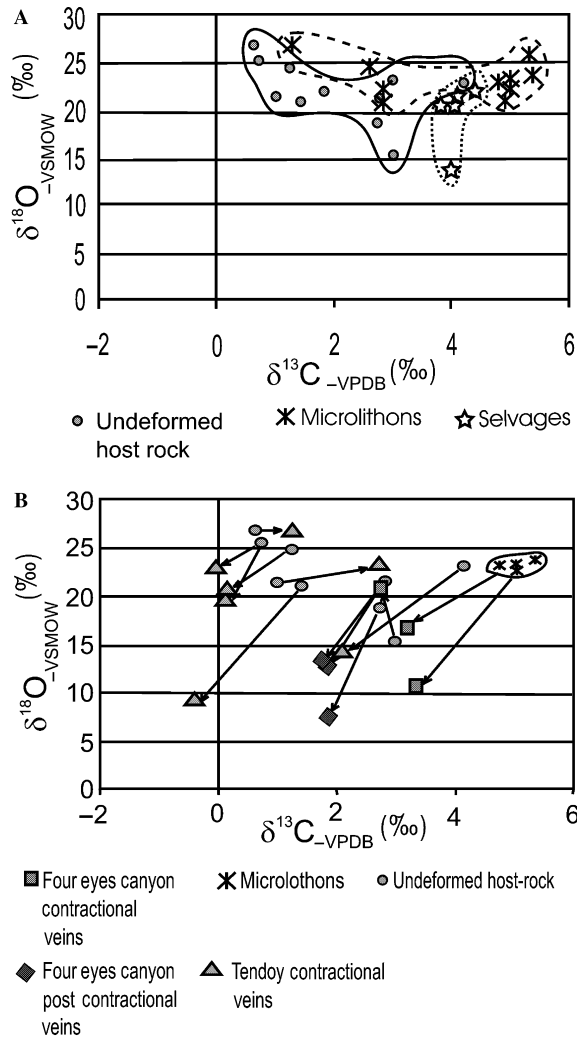 A
δ18O–VSMOW (‰)
30
25
20
15
10
5
0
−2 0 2 4 6
δ13C –VPDB (‰)
Undeformed host rock
Microlithons
Selvages
B
δ18O–VSMOW (‰)
30
25
20
15
10
5
0
−2 0 2 4 6
δ13C–VPDB (‰)
Four eyes canyon
contractional
veins
Microlothons
Undeformed host-rock
Four eyes canyon
post contractional
veins
Tendoy contractional
veins